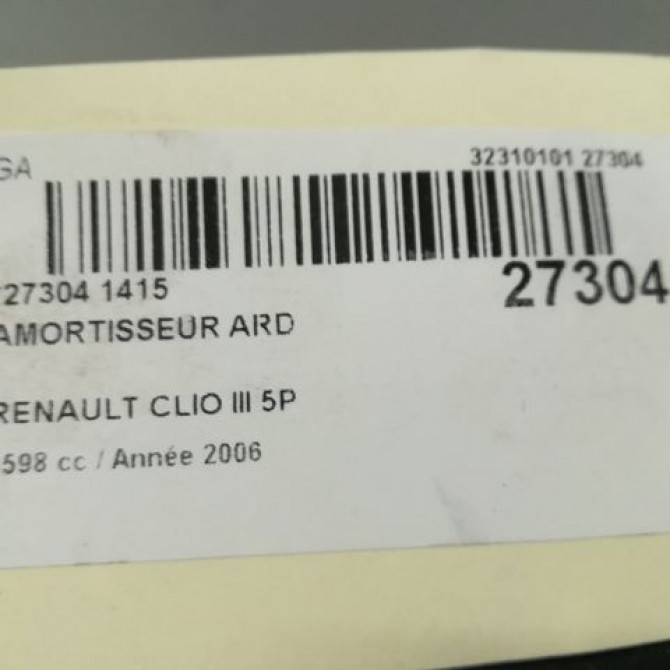 GA
32310101 27304
27304 1415
27304
AMORTISSEUR ARD
RENAULT CLIO III 5P
598 cc / Année 2006